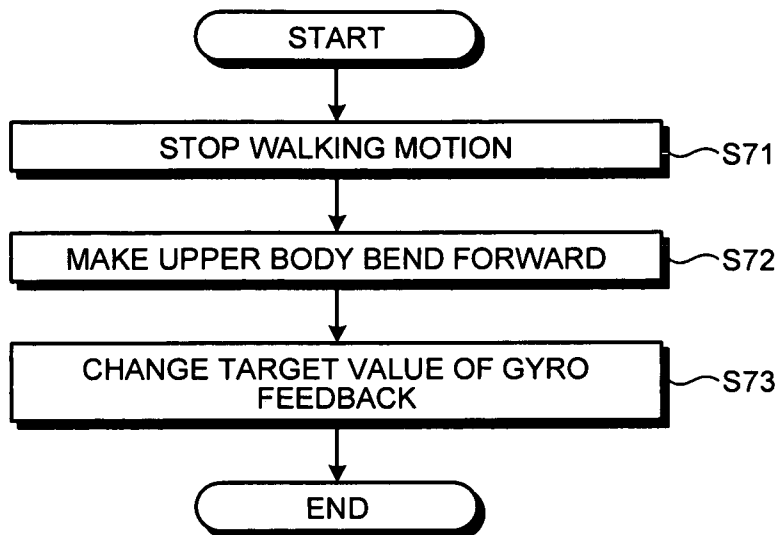 START
STOP WALKING MOTION
S71
MAKE UPPER BODY BEND FORWARD
S72
CHANGE TARGET VALUE OF GYRO
FEEDBACK
S73
END